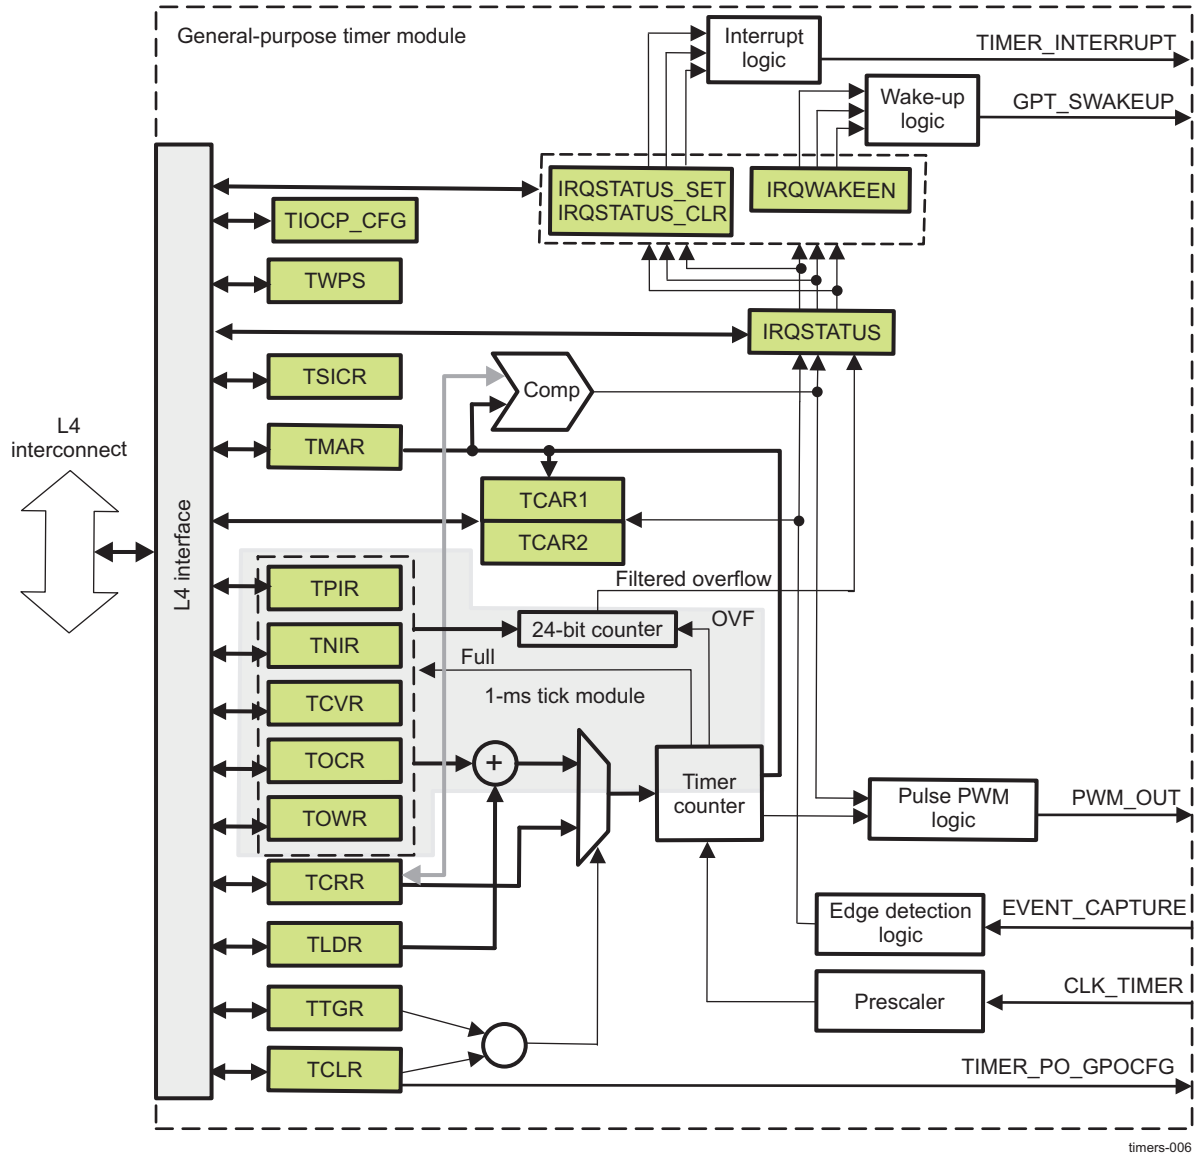 General-purpose timer module
Interrupt
logic
TIMER_INTERRUPT
Wake-up
logic
GPT_SWAKEUP
IRQSTATUS_SET
IRQSTATUS_CLR
IRQWAKEEN
TIOCP_CFG
TWPS
IRQSTATUS
TSICR
Comp
L4
interconnect
TMAR
L4 interface
TCAR1
TCAR2
TPIR
Filtered overflow
TNIR
24-bit counter
OVF
Full
TCVR
1-ms tick module
TOCR
+
Timer
counter
TOWR
Pulse PWM
logic
PWM_OUT
TCRR
Edge detection
logic
EVENT_CAPTURE
TLDR
TTGR
Prescaler
CLK_TIMER
TCLR
TIMER_PO_GPOCFG
timers-006